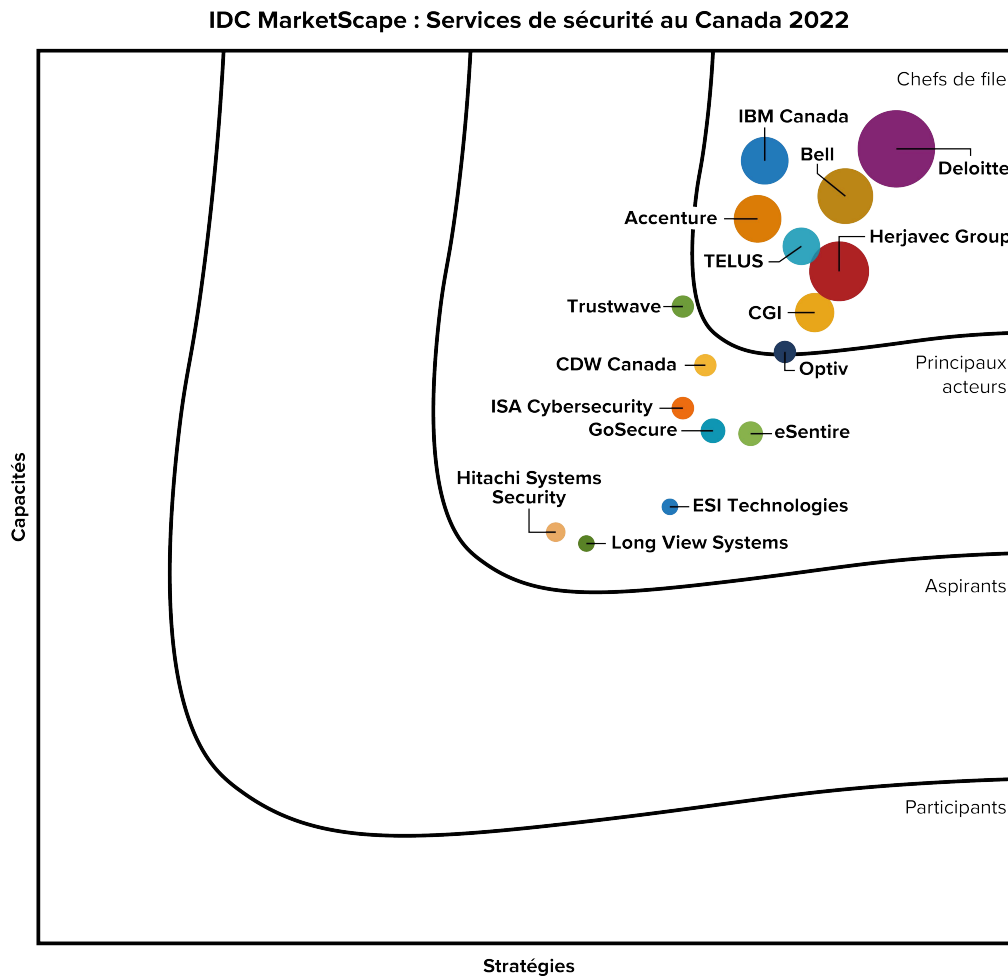 IDC MarketScape : Services de sécurité au Canada 2022
Chefs de file
IBM Canada
Bell
Deloitte
Accenture
Herjavec Group
TELUS
Trustwave
CGI
Principaux
acteurs
CDW Canada
Optiv
ISA Cybersecurity
GoSecure
eSentire
Hitachi Systems
Security
ESI Technologies
Long View Systems
Capacités
Aspirants
Participants
Stratégies